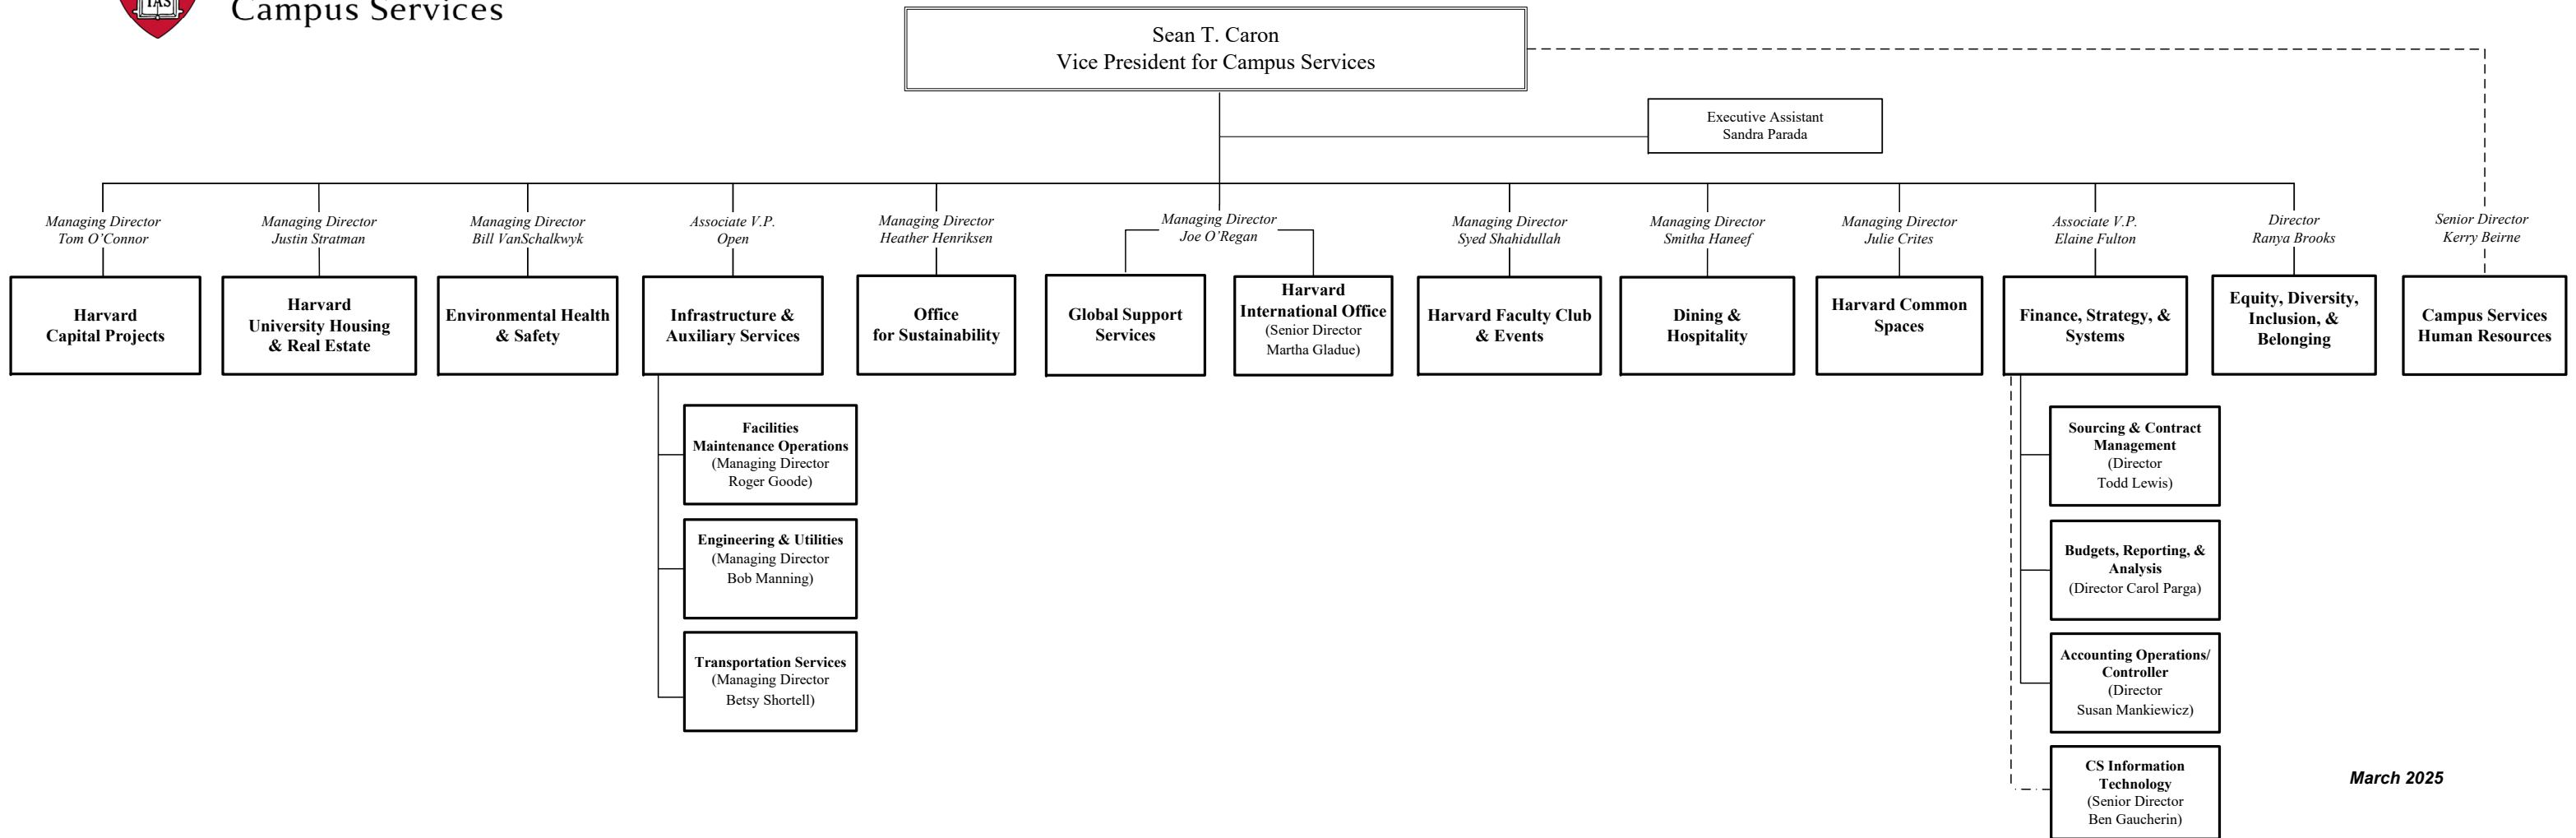 IAS
Campus Services
Sean T. Caron
Vice President for Campus Services
Executive Assistant
Sandra Parada
Managing Director
Tom O’Connor
Harvard
Capital Projects
Managing Director
Justin Stratman
Harvard
University Housing
& Real Estate
Managing Director
Bill VanSchalkwyk
Environmental Health
& Safety
Associate V.P.
Open
Infrastructure &
Auxiliary Services
Facilities
Maintenance Operations
(Managing Director
Roger Goode)
Engineering & Utilities
(Managing Director
Bob Manning)
Transportation Services
(Managing Director
Betsy Shortell)
Managing Director
Heather Henriksen
Office
for Sustainability
Managing Director
Joe O’Regan
Global Support
Services
Harvard
International Office
(Senior Director
Martha Gladue)
Managing Director
Syed Shahidullah
Harvard Faculty Club
& Events
Managing Director
Smitha Haneef
Dining &
Hospitality
Managing Director
Julie Crites
Harvard Common
Spaces
Associate V.P.
Elaine Fulton
Finance, Strategy, &
Systems
Sourcing & Contract
Management
(Director
Todd Lewis)
Budgets, Reporting, &
Analysis
(Director Carol Parga)
Accounting Operations/
Controller
(Director
Susan Mankiewicz)
CS Information
Technology
(Senior Director
Ben Gaucherin)
Director
Ranya Brooks
Equity, Diversity,
Inclusion, &
Belonging
Senior Director
Kerry Beirne
Campus Services
Human Resources
March 2025